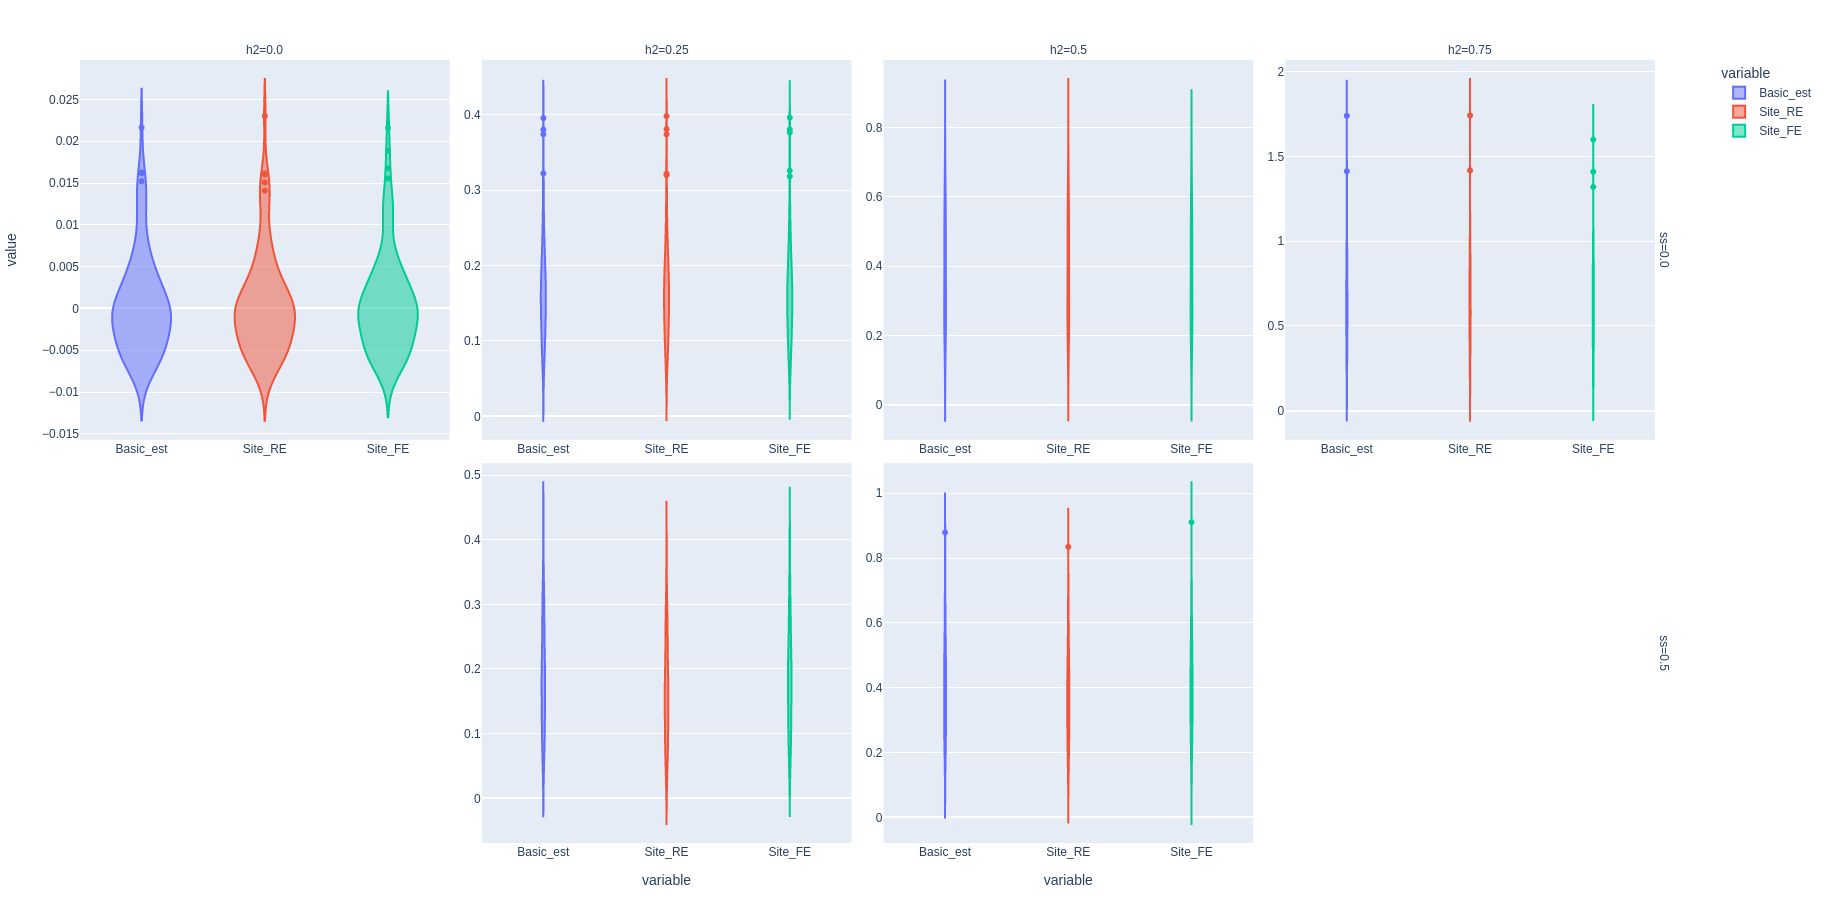 h2=0.0
h2=0.25
h2=0.5
h2=0.75
value
0.025
0.02
0.015
0.01
0.005
0
−0.005
−0.01
−0.015
Basic_est
Site_RE
Site_FE
0.4
0.3
0.2
0.1
0
Basic_est
Site_RE
Site_FE
0.8
0.6
0.4
0.2
0
Basic_est
Site_RE
Site_FE
2
1.5
1
0.5
0
Basic_est
Site_RE
Site_FE
ss=0.0
variable
Basic_est
Site_RE
Site_FE
0.5
0.4
0.3
0.2
0.1
0
Basic_est
Site_RE
Site_FE
variable
1
0.8
0.6
0.4
0.2
0
Basic_est
Site_RE
Site_FE
variable
ss=0.5